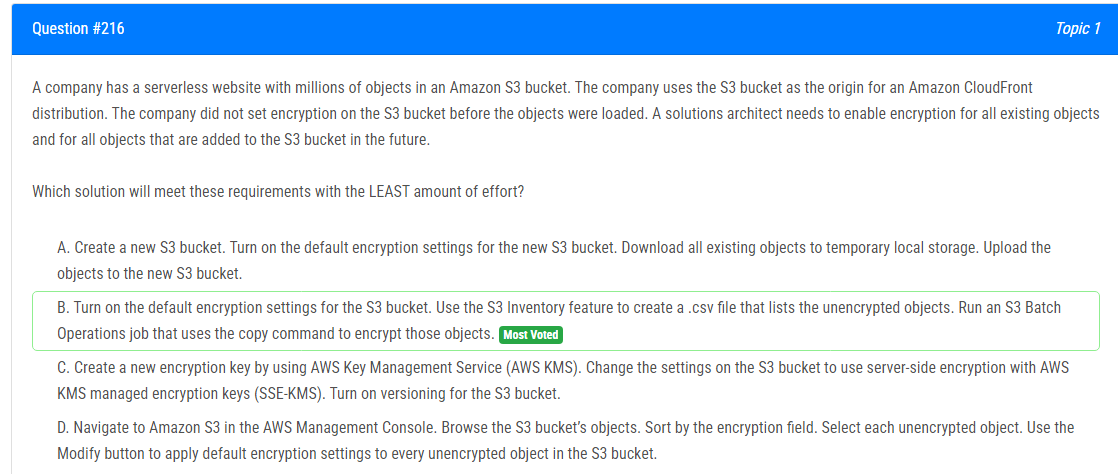 Question #216
Topic 1
A company has a serverless website with millions of objects in an Amazon S3 bucket. The company uses the S3 bucket as the origin for an Amazon CloudFront
distribution. The company did not set encryption on the S3 bucket before the objects were loaded. A solutions architect needs to enable encryption for all existing objects
and for all objects that are added to the S3 bucket in the future.
Which solution will meet these requirements with the LEAST amount of effort?
A. Create a new S3 bucket. Turn on the default encryption settings for the new S3 bucket. Download all existing objects to temporary local storage. Upload the
objects to the new S3 bucket.
B. Turn on the default encryption settings for the S3 bucket. Use the S3 Inventory feature to create a .csv file that lists the unencrypted objects. Run an S3 Batch
Operations job that uses the copy command to encrypt those objects. Most Voted
C. Create a new encryption key by using AWS Key Management Service (AWS KMS). Change the settings on the S3 bucket to use server-side encryption with AWS
KMS managed encryption keys (SSE-KMS). Turn on versioning for the S3 bucket.
D. Navigate to Amazon S3 in the AWS Management Console. Browse the S3 bucket's objects. Sort by the encryption field. Select each unencrypted object. Use the
Modify button to apply default encryption settings to every unencrypted object in the S3 bucket.